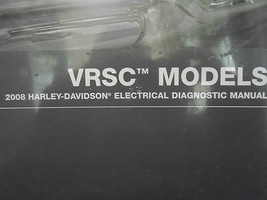 VRSC™ MODELS
2008 HARLEY-DAVIDSON® ELECTRICAL DIAGNOSTIC MANUAL